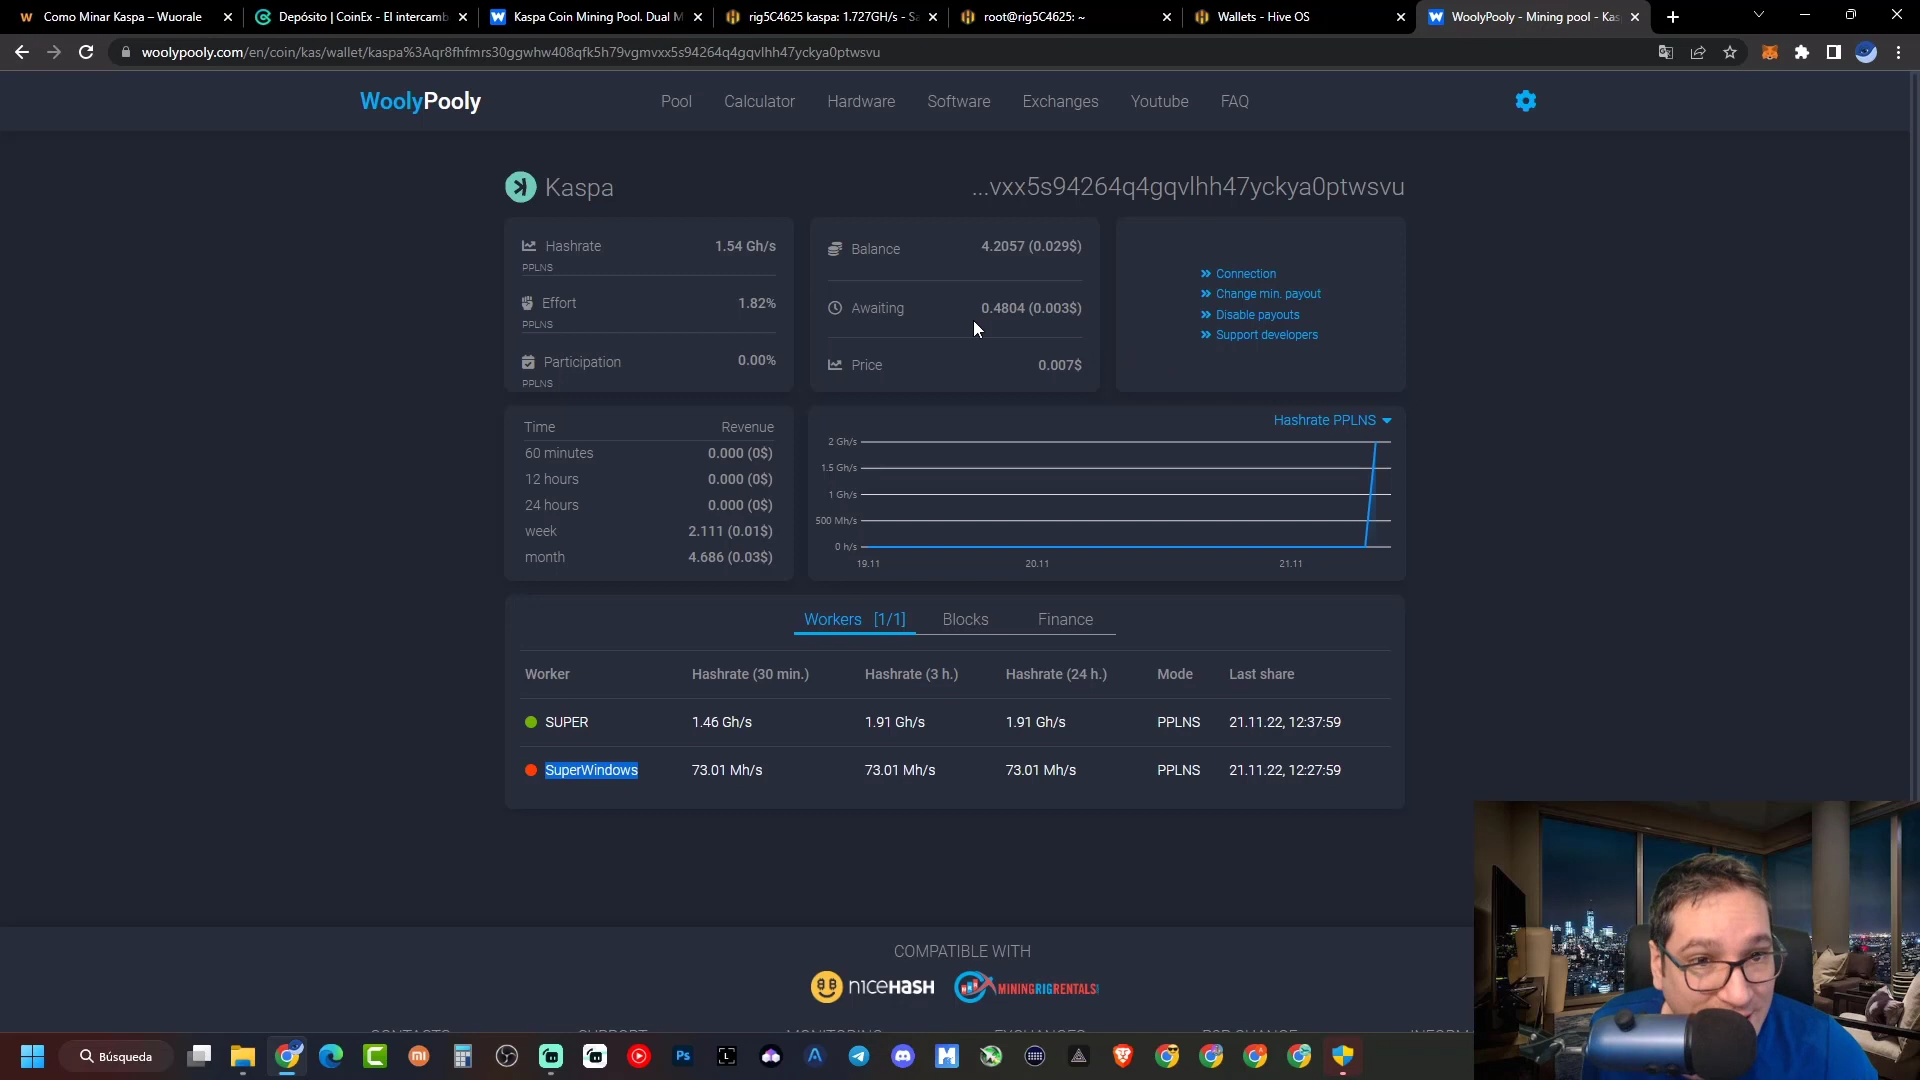 Como Minar Kaspa – Wuorale
Depósito | CoinEx - El intercamb
Kaspa Coin Mining Pool. Dual M
rig5C4625 kaspa: 1.727GH/s - Sa
root@rig5C4625: ~
Wallets - Hive OS
WoolyPooly - Mining pool - Kas
woolypooly.com/en/coin/kas/wallet/kaspa%3Aqr8fhfmrs30ggwhw408qfk5h79vgmvxx5s94264q4gqvlhh47yckya0ptwsvu
WoolyPooly
Pool Calculator Hardware Software Exchanges Youtube FAQ
Kaspa
...vxx5s94264q4gqvlhh47yckya0ptwsvu
Hashrate 1.54 Gh/s
PPLNS
Effort 1.82%
PPLNS
Participation 0.00%
PPLNS
Balance 4.2057 (0.029$)
Awaiting 0.4804 (0.003$)
Price 0.007$
Connection
Change min. payout
Disable payouts
Support developers
Time Revenue
60 minutes 0.000 (0$)
12 hours 0.000 (0$)
24 hours 0.000 (0$)
week 2.111 (0.01$)
month 4.686 (0.03$)
Hashrate PPLNS
2 Gh/s
1.5 Gh/s
1 Gh/s
500 Mh/s
0 h/s
19.11 20.11 21.11
Workers [1/1] Blocks Finance
Worker Hashrate (30 min.) Hashrate (3 h.) Hashrate (24 h.) Mode Last share
SUPER 1.46 Gh/s 1.91 Gh/s 1.91 Gh/s PPLNS 21.11.22, 12:37:59
SuperWindows 73.01 Mh/s 73.01 Mh/s 73.01 Mh/s PPLNS 21.11.22, 12:27:59
COMPATIBLE WITH
NICEHASH
MININGRIGRENTALS
Búsqueda